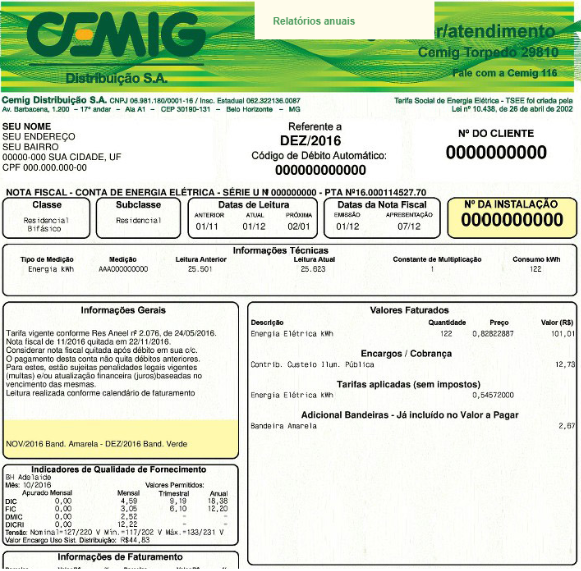 Relatórios anuais
CEMIG
Distribuição S.A.
r/atendimento
Cemig Torpedo 29810
Fale com a Cemig 116
Cemig Distribuição S.A. CNPJ 06.981.180/0001-16 / Insc. Estadual 062.322136.0087
Av. Barbacena, 1.200 - 17º andar - Ala A1 - CEP 30190-131 - Belo Horizonte - MG
Tarifa Social de Energia Elétrica - TSEE foi criada pela
Lei nº 10.438, de 26 de abril de 2002
SEU NOME
SEU ENDEREÇO
SEU BAIRRO
00000-000 SUA CIDADE, UF
CPF 000.000.000-00
Referente a
DEZ/2016
Código de Débito Automático:
000000000000
Nº DO CLIENTE
0000000000
NOTA FISCAL - CONTA DE ENERGIA ELÉTRICA - SÉRIE U N 000000000 - PTA Nº16.000114527.70
Classe
Residencial
Bifásico
Subclasse
Residencial
Datas de Leitura
ANTERIOR ATUAL PRÓXIMA
01/11 01/12 02/01
Datas da Nota Fiscal
EMISSÃO APRESENTAÇÃO
01/12 07/12
Nº DA INSTALAÇÃO
0000000000
Informações Técnicas
Tipo de Medição Medição Leitura Anterior Leitura Atual Constante de Multiplicação Consumo kWh
Energia kWh AAA000000000 25.501 25.623 1 122
Informações Gerais
Tarifa vigente conforme Res Aneel nº 2.076, de 24/05/2016.
Nota fiscal de 11/2016 quitada em 22/11/2016.
Considerar nota fiscal quitada após débito em sua c/c.
O pagamento desta conta não quita débitos anteriores.
Para estes, estão sujeitas penalidades legais vigentes
(multas) e/ou atualização financeira (juros)baseadas no
vencimento das mesmas.
Leitura realizada conforme calendário de faturamento
NOV/2016 Band. Amarela - DEZ/2016 Band. Verde
Valores Faturados
Descrição Quantidade Preço Valor (R$)
Energia Elétrica kWh 122 0,82822887 101,01
Encargos / Cobrança
Contrib. Custeio Ilum. Pública 12,73
Tarifas aplicadas (sem impostos)
Energia Elétrica kWh 0,54572000
Adicional Bandeiras - Já incluído no Valor a Pagar
Bandeira Amarela 2,67
Indicadores de Qualidade de Fornecimento
BH Adelaide
Mês: 10/2016 Valores Permitidos:
Apurado Mensal Mensal Trimestral Anual
DIC 0,00 4,59 9,19 18,38
FIC 0,00 3,05 6,10 12,20
DMIC 0,00 2,52 - -
DICRI 0,00 12,22 - -
Tensão: Nominal=127/220 V Mín.=117/202 V Máx.=133/231 V
Valor Encargo Uso Sist. Distribuição: R$44,83
Informações de Faturamento